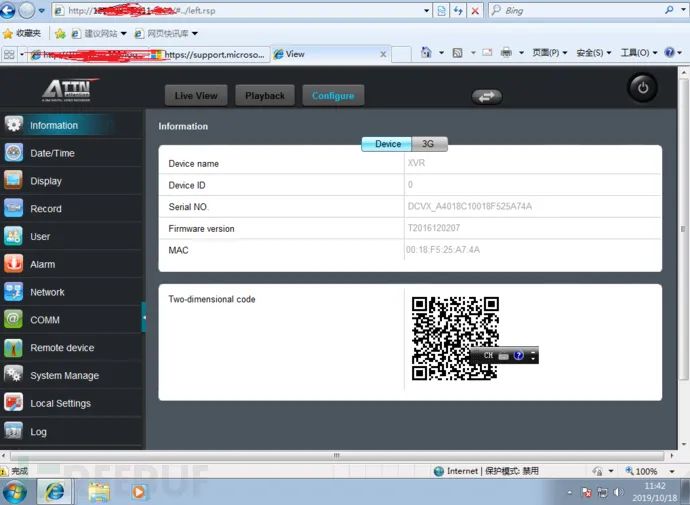 http://1
/#../left.rsp
Bing
收藏夹
建议网站
网页快讯库
https://support.microso...
View
页面(P)
安全(S)
工具(O)
ATTN
Live View
Playback
Configure
Information
Date/Time
Display
Record
User
Alarm
Network
COMM
Remote device
System Manage
Local Settings
Log
Information
Device
3G
Device name
XVR
Device ID
0
Serial NO.
DCVX_A4018C10018F525A74A
Firmware version
T2016120207
MAC
00:18:F5:25:A7:4A
Two-dimensional code
CH
完成
Internet | 保护模式: 禁用
100%
REEBUF
11:42
2019/10/18